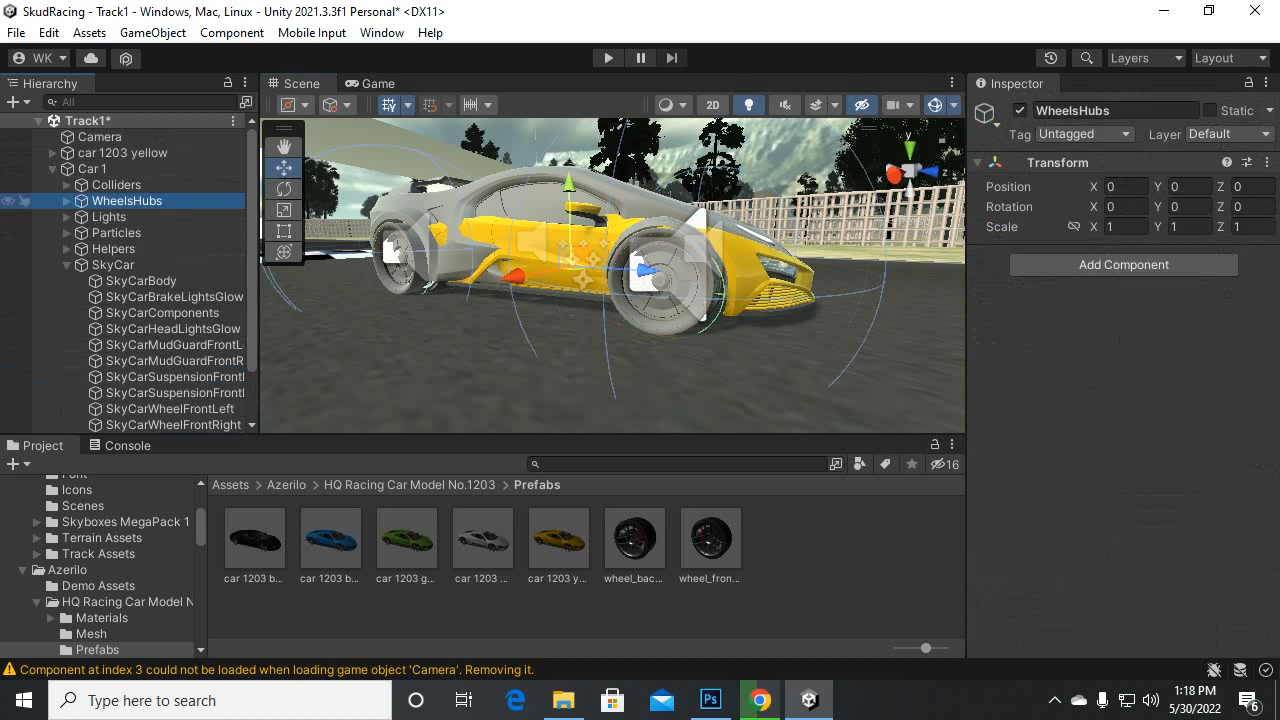 SkudRacing - Track1 - Windows, Mac, Linux - Unity 2021.3.3f1 Personal* <DX11>
File Edit Assets GameObject Component Mobile Input Window Help
WK Layers Layout
Hierarchy Scene Game Inspector
All 2D
Track1*
Camera
car 1203 yellow
Car 1
Colliders
WheelsHubs
Lights
Particles
Helpers
SkyCar
SkyCarBody
SkyCarBrakeLightsGlow
SkyCarComponents
SkyCarHeadLightsGlow
SkyCarMudGuardFrontL
SkyCarMudGuardFrontR
SkyCarSuspensionFrontl
SkyCarSuspensionFrontl
SkyCarWheelFrontLeft
SkyCarWheelFrontRight
y
x
WheelsHubs Static
Tag Untagged Layer Default
Transform
Position X 0 Y 0 Z 0
Rotation X 0 Y 0 Z 0
Scale X 1 Y 1 Z 1
Add Component
Project Console
16
Icons
Scenes
Skyboxes MegaPack 1
Terrain Assets
Track Assets
Azerilo
Demo Assets
HQ Racing Car Model N
Materials
Mesh
Prefabs
Assets > Azerilo > HQ Racing Car Model No.1203 > Prefabs
car 1203 b... car 1203 b... car 1203 g... car 1203 ... car 1203 y... wheel_bac... wheel_fron...
Component at index 3 could not be loaded when loading game object 'Camera'. Removing it.
Type here to search
Ps
1:18 PM
5/30/2022
6